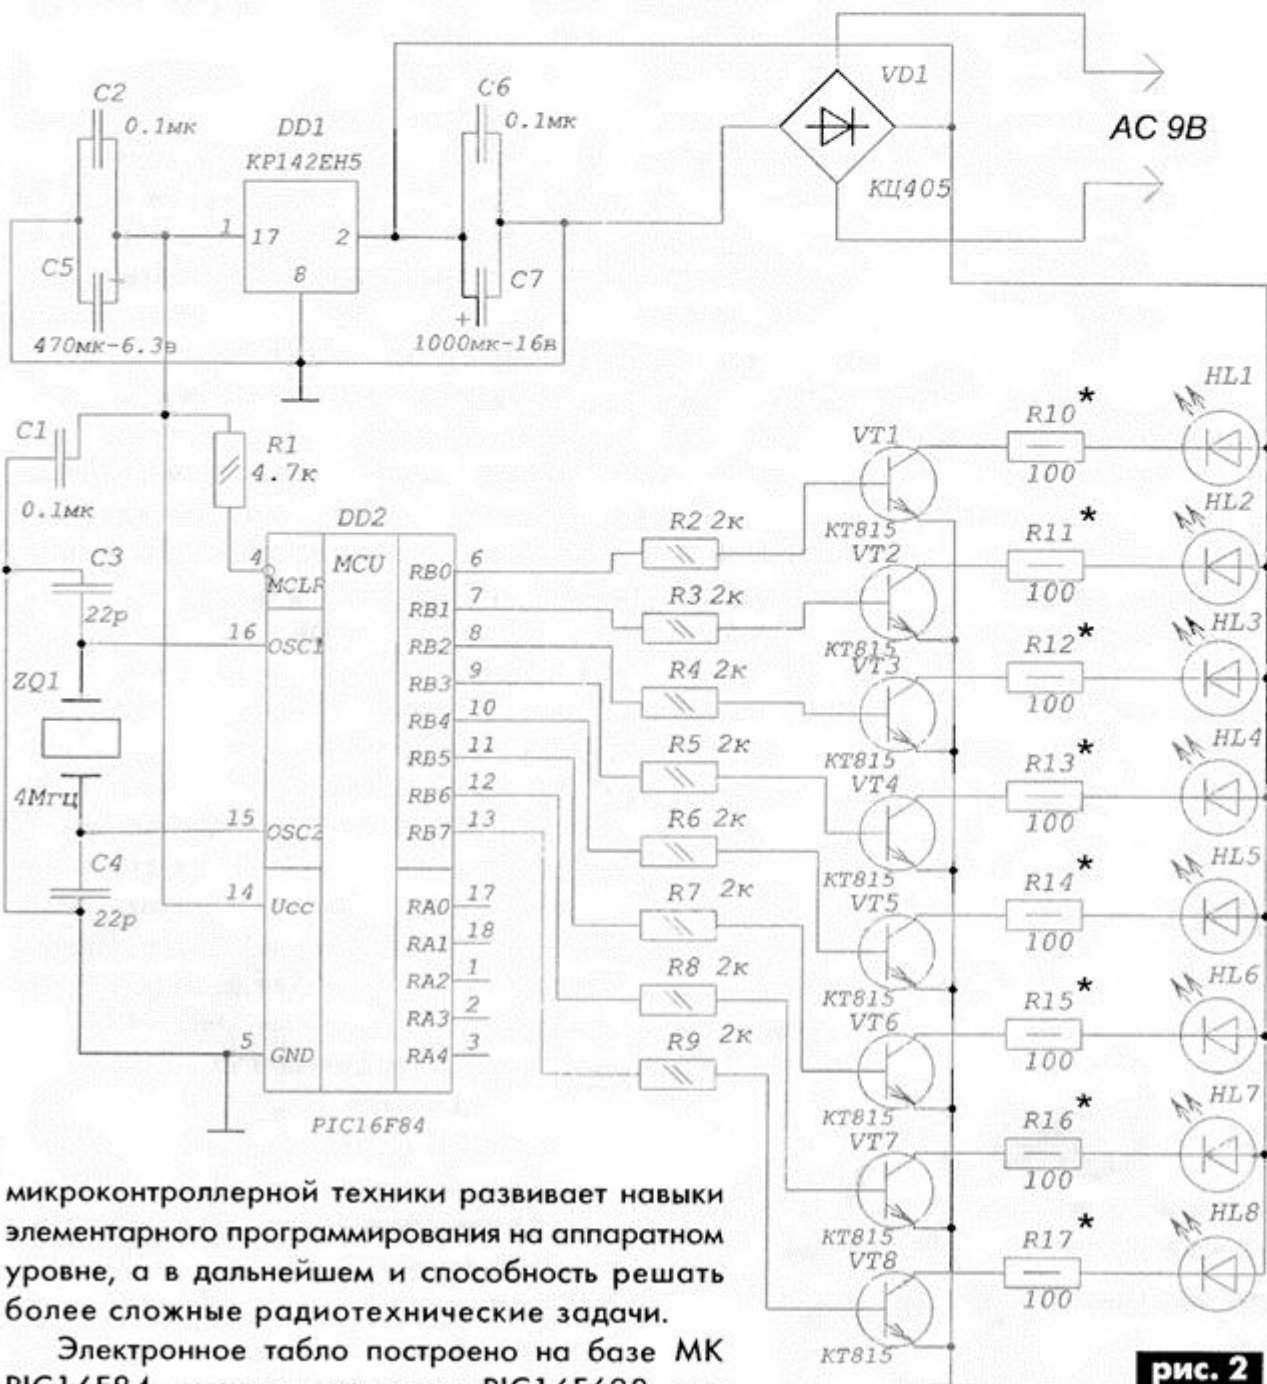 C2
0.1мк
DD1
КР142ЕН5
1
17
2
8
C5
470мк-6.3в
C6
0.1мк
C7
+
1000мк-16в
VD1
КЦ405
AC 9В
C1
0.1мк
R1
4.7к
C3
22р
ZQ1
4Мгц
C4
22р
DD2
MCU
4
MCLR
16
OSC1
15
OSC2
14
Ucc
5
GND
RB0
6
RB1
7
RB2
8
RB3
9
RB4
10
RB5
11
RB6
12
RB7
13
RA0
17
RA1
18
RA2
1
RA3
2
RA4
3
PIC16F84
R2 2к
R3 2к
R4 2к
R5 2к
R6 2к
R7 2к
R8 2к
R9 2к
VT1
КТ815
VT2
КТ815
VT3
КТ815
VT4
КТ815
VT5
КТ815
VT6
КТ815
VT7
КТ815
VT8
КТ815
R10*
100
R11*
100
R12*
100
R13*
100
R14*
100
R15*
100
R16*
100
R17*
100
HL1
HL2
HL3
HL4
HL5
HL6
HL7
HL8
микроконтроллерной техники развивает навыки
элементарного программирования на аппаратном
уровне, а в дальнейшем и способность решать
более сложные радиотехнические задачи.
Электронное табло построено на базе МК
рис. 2